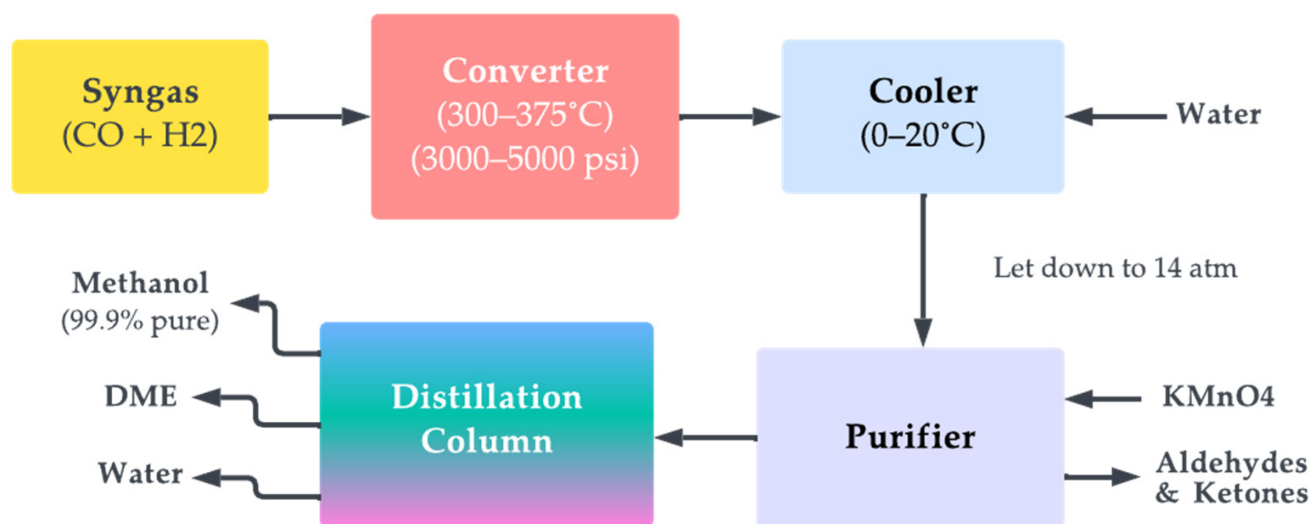 Syngas
(CO + H2)
Converter
(300–375˚C)
(3000–5000 psi)
Cooler
(0–20˚C)
Water
Let down to 14 atm
Methanol
(99.9% pure)
DME
Water
Distillation
Column
Purifier
KMnO4
Aldehydes
& Ketones